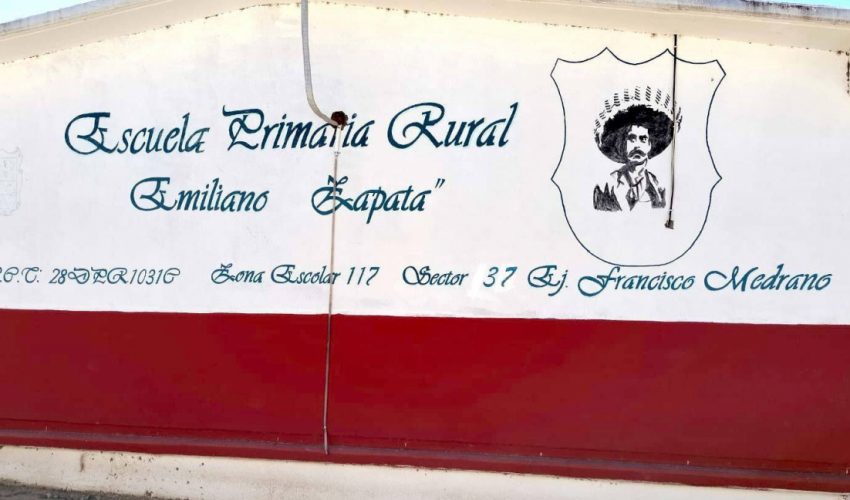 Escuela Primaria Rural
Emiliano Zapata"
C.C.T: 28DPR1031C Zona Escolar 117 Sector 37 Ej. Francisco Medrano